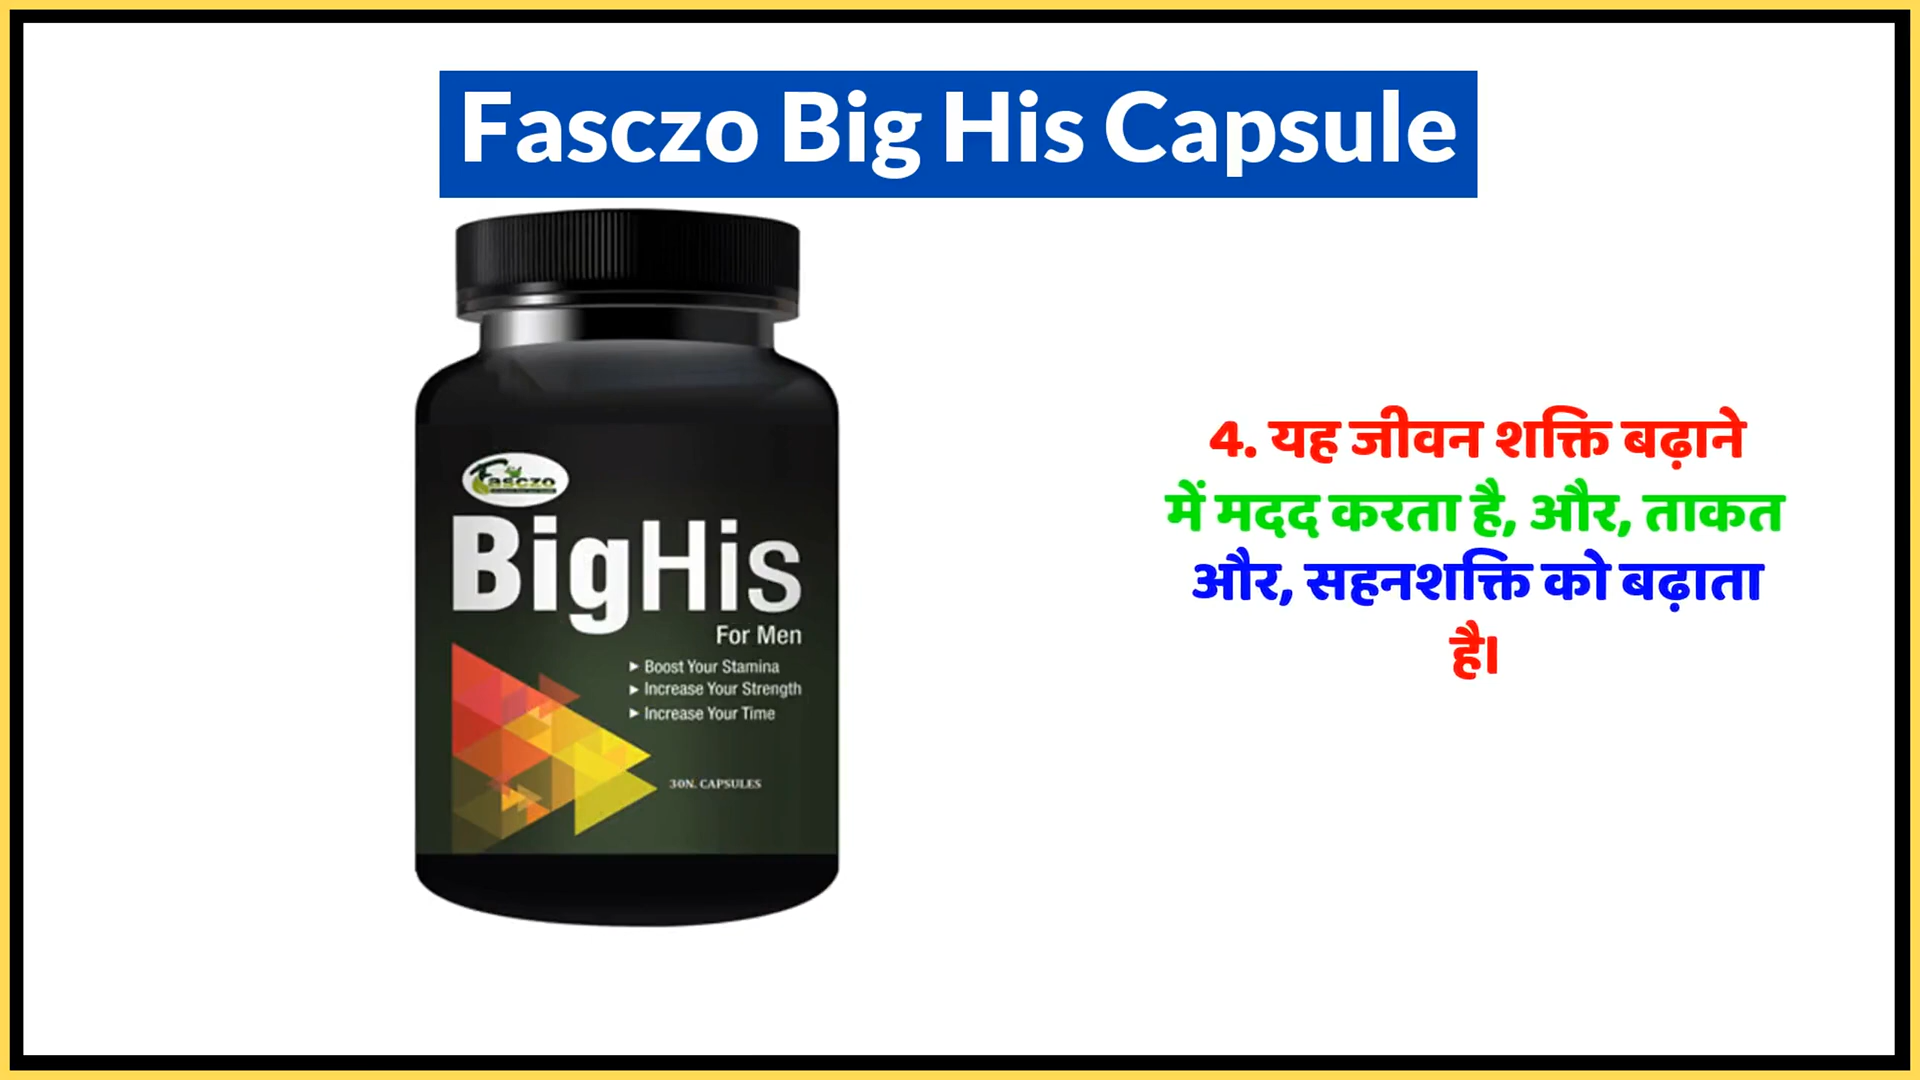 Fasczo Big His Capsule
4. यह जीवन शक्ति बढ़ाने
में मदद करता है, और, ताकत
और, सहनशक्ति को बढ़ाता
है।
Fasczo
BigHis
For Men
Boost Your Stamina
Increase Your Strength
Increase Your Time
30N. CAPSULES